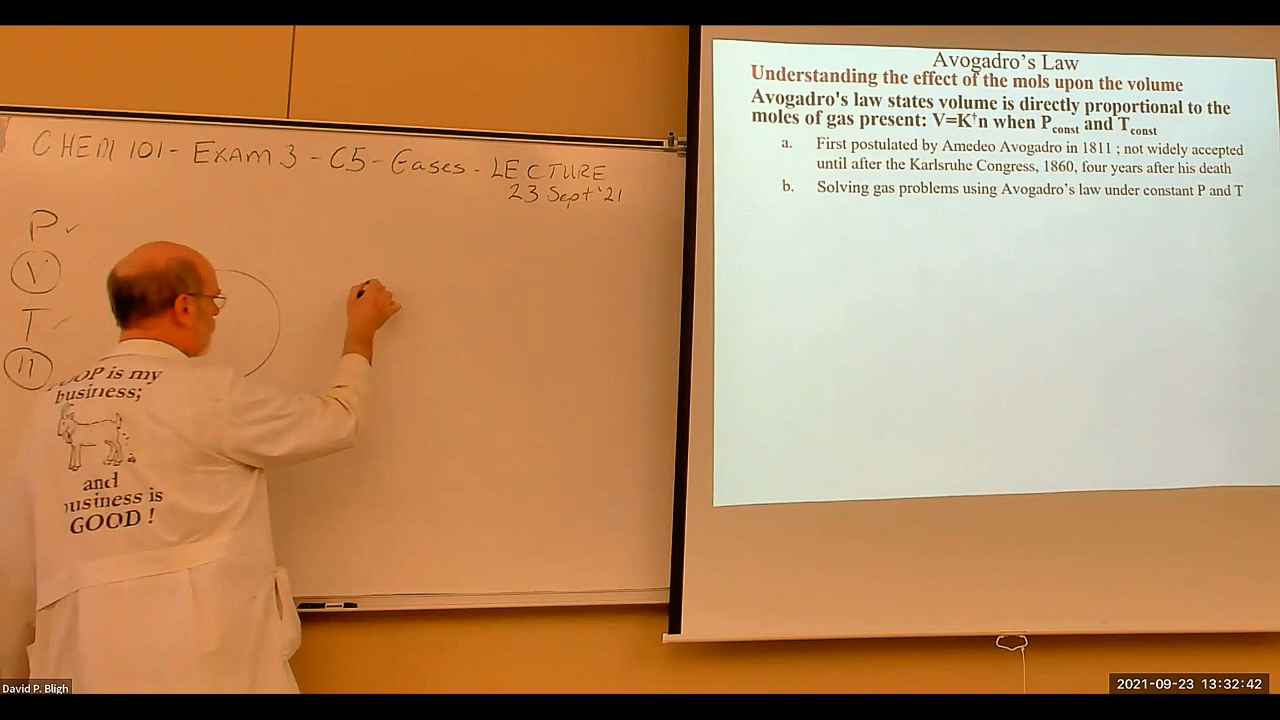 CHEM 101 - EXAM 3 - C5 - Gases - LECTURE
23 Sept '21
P ✓
V
T ✓
n
OOP is my
business;
and
business is
GOOD !
Avogadro's Law
Understanding the effect of the mols upon the volume
Avogadro's law states volume is directly proportional to the
moles of gas present: V=K†n when Pconst and Tconst
a. First postulated by Amedeo Avogadro in 1811 ; not widely accepted
until after the Karlsruhe Congress, 1860, four years after his death
b. Solving gas problems using Avogadro's law under constant P and T
David P. Bligh
2021-09-23 13:32:42